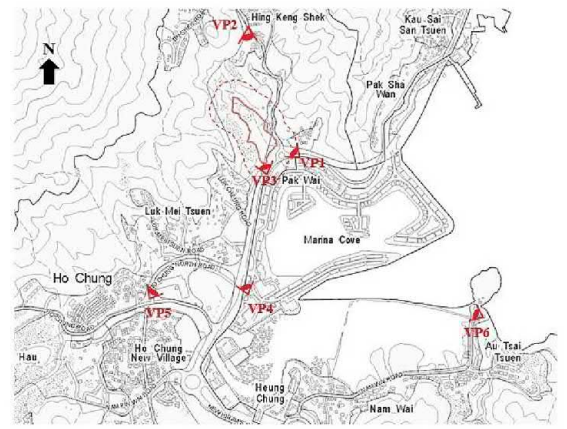 Hing Keng Shek
VP2
Kau Sai
San Tsuen
N
Pak Sha
Wan
VP1
VP3
Pak Wai
Luk Mei Tsuen
Marina Cove
Ho Chung
VP4
VP5
VP6
Ho Chung
New Village
Au Tsai
Tsuen
Hau
Heung
Chung
Nam Wai